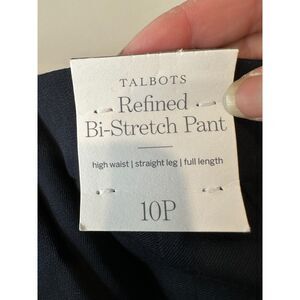 TALBOTS
Refined
Bi-Stretch Pant
high waist | straight leg | full length
10P